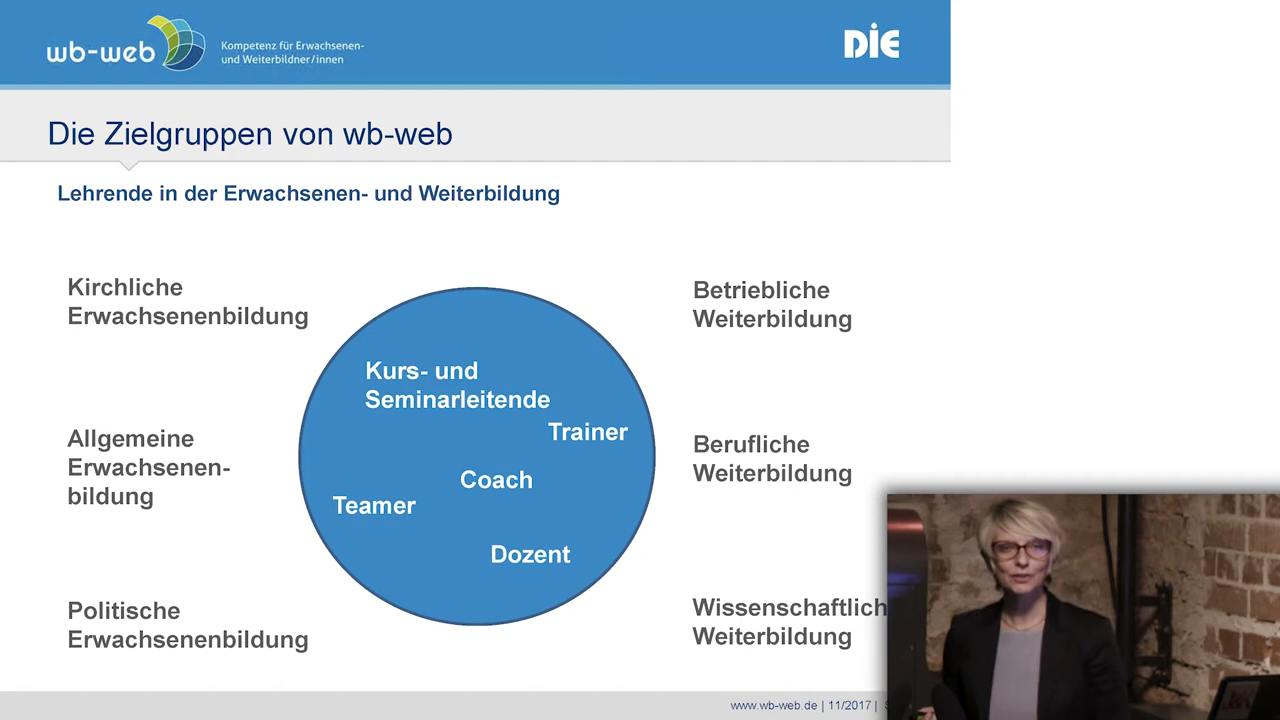 wb-web
Kompetenz für Erwachsenen-
und Weiterbildner/innen
DIE
Die Zielgruppen von wb-web
Lehrende in der Erwachsenen- und Weiterbildung
Kirchliche
Erwachsenenbildung
Allgemeine
Erwachsenen-
bildung
Politische
Erwachsenenbildung
Kurs- und
Seminarleitende
Trainer
Coach
Teamer
Dozent
Betriebliche
Weiterbildung
Berufliche
Weiterbildung
Wissenschaftlich
Weiterbildung
www.wb-web.de | 11/2017 |